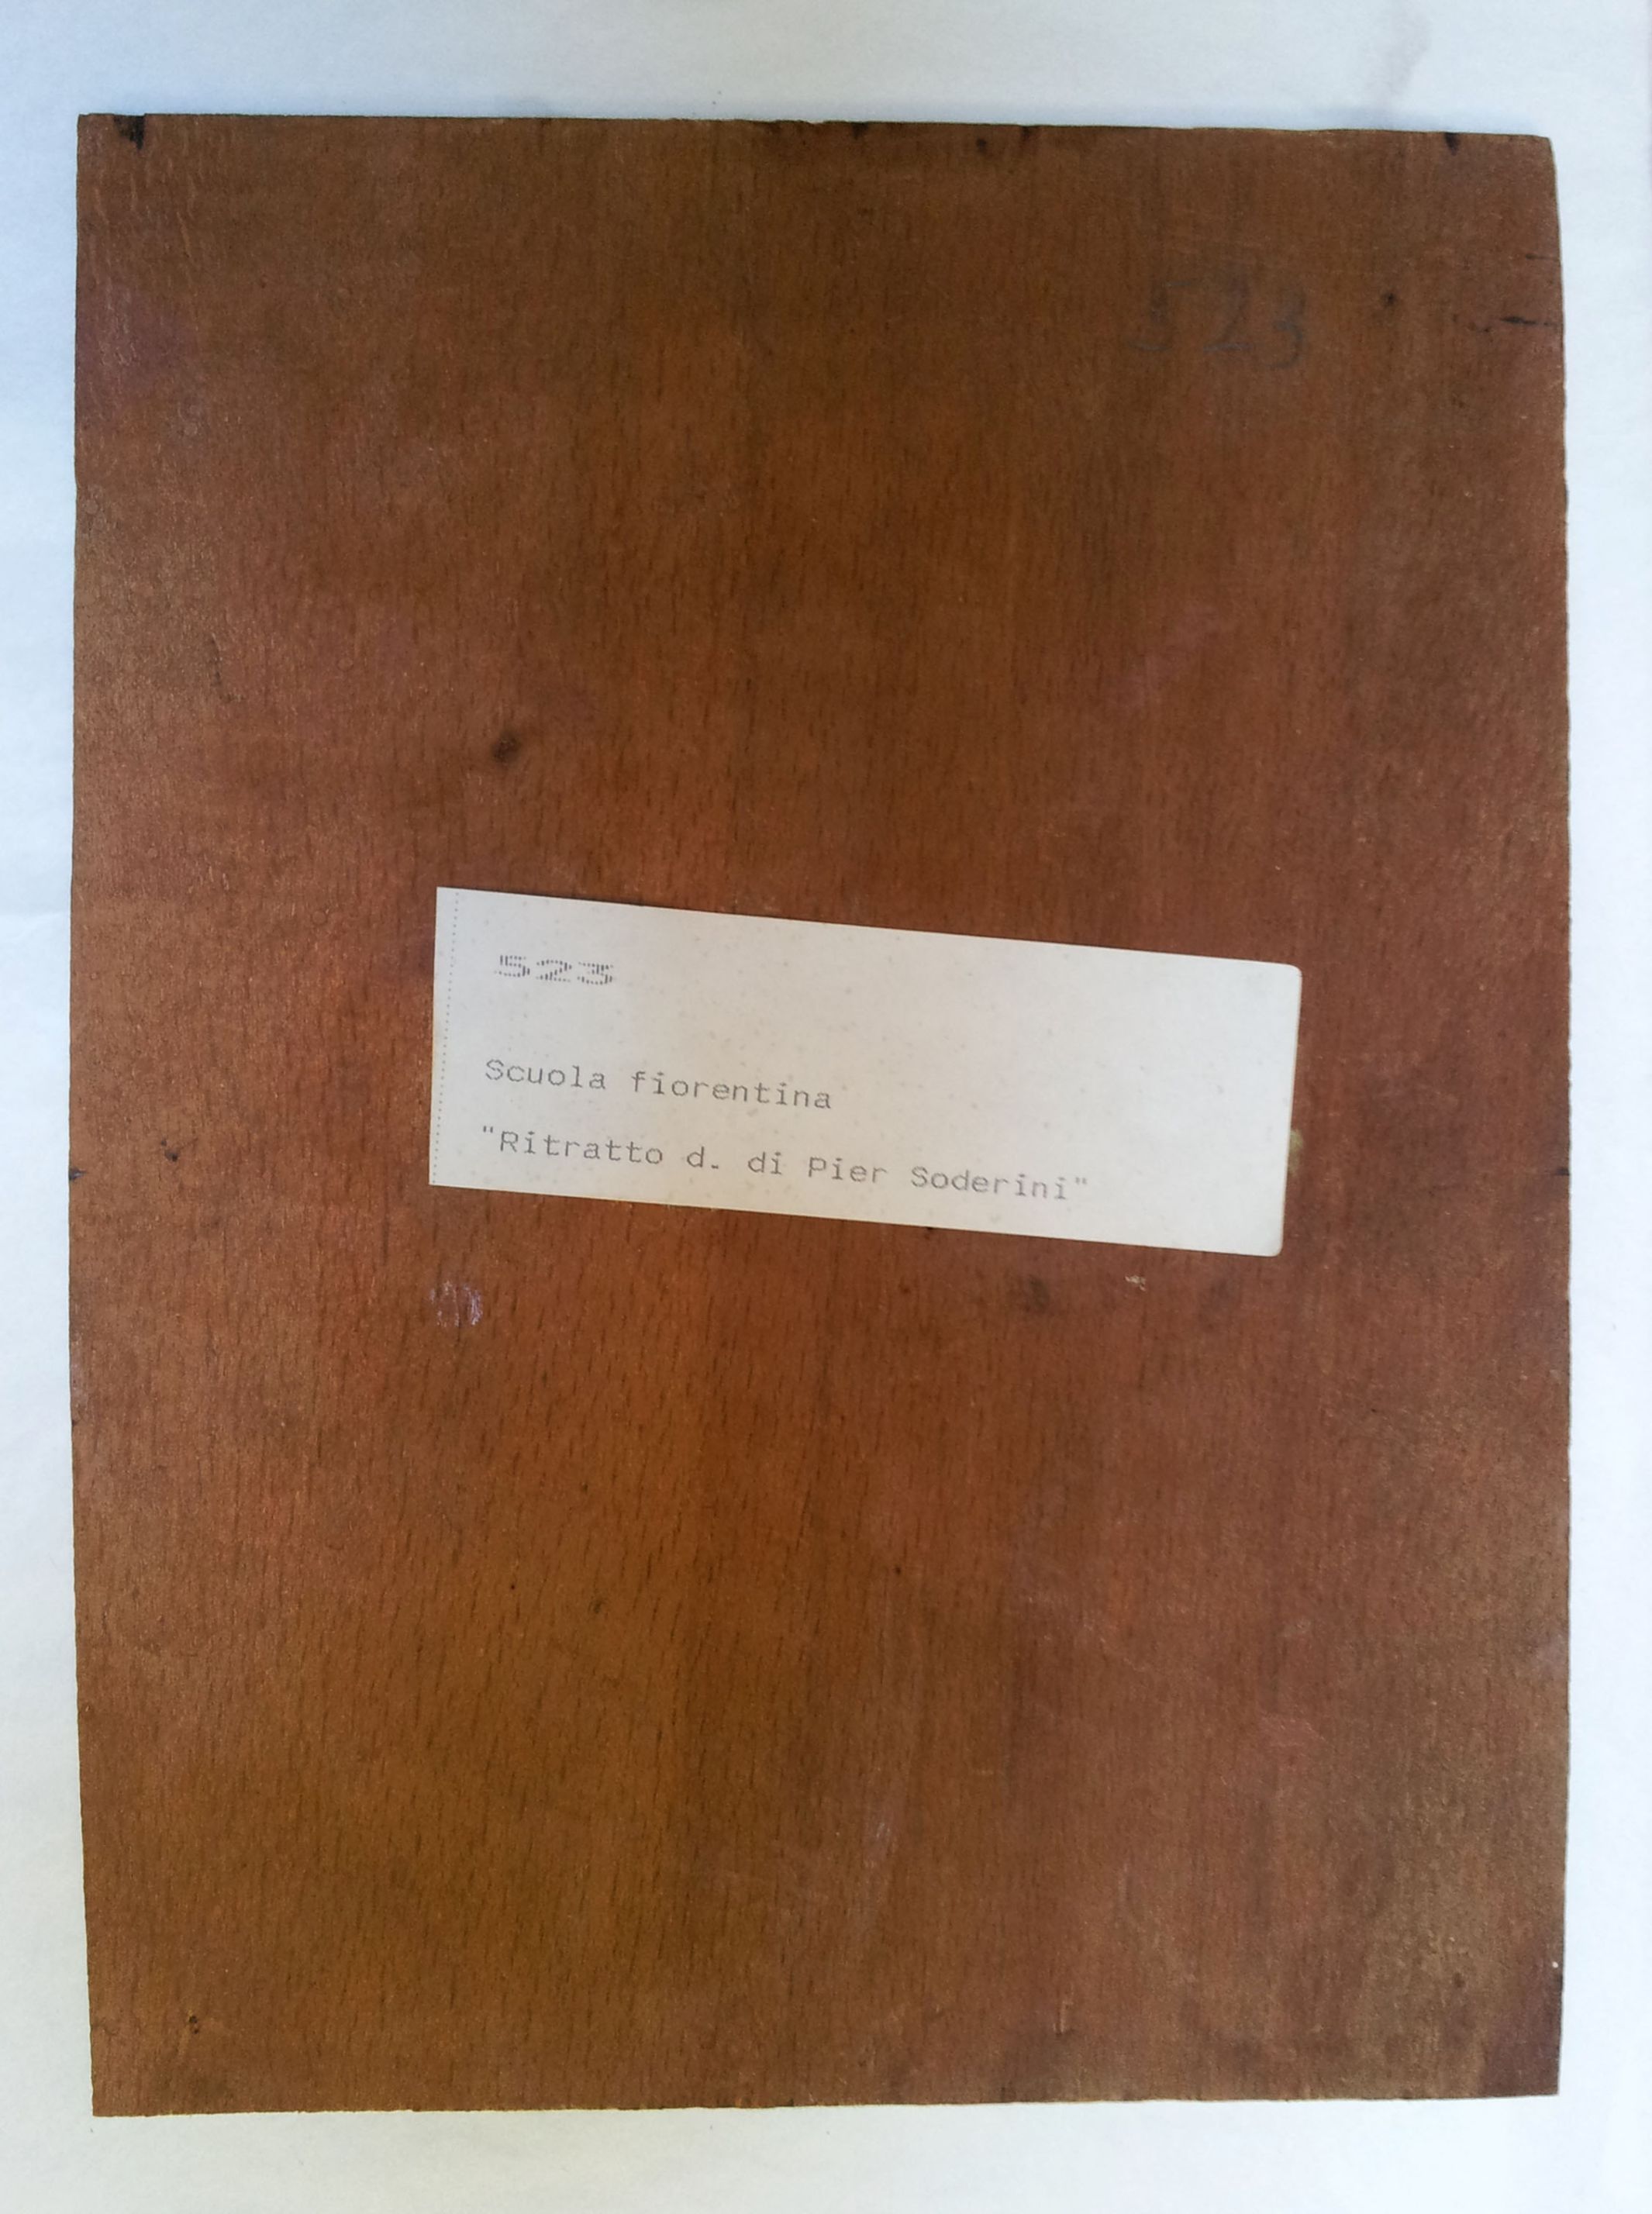 523
523
Scuola fiorentina
"Ritratto d. di Pier Soderini"